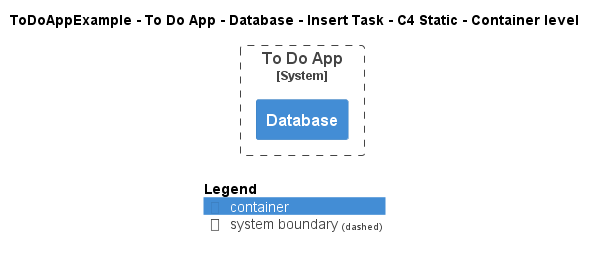 ToDoAppExample - To Do App - Database - Insert Task - C4 Static - Container level
To Do App
[System]
Database
Legend
container
system boundary (dashed)